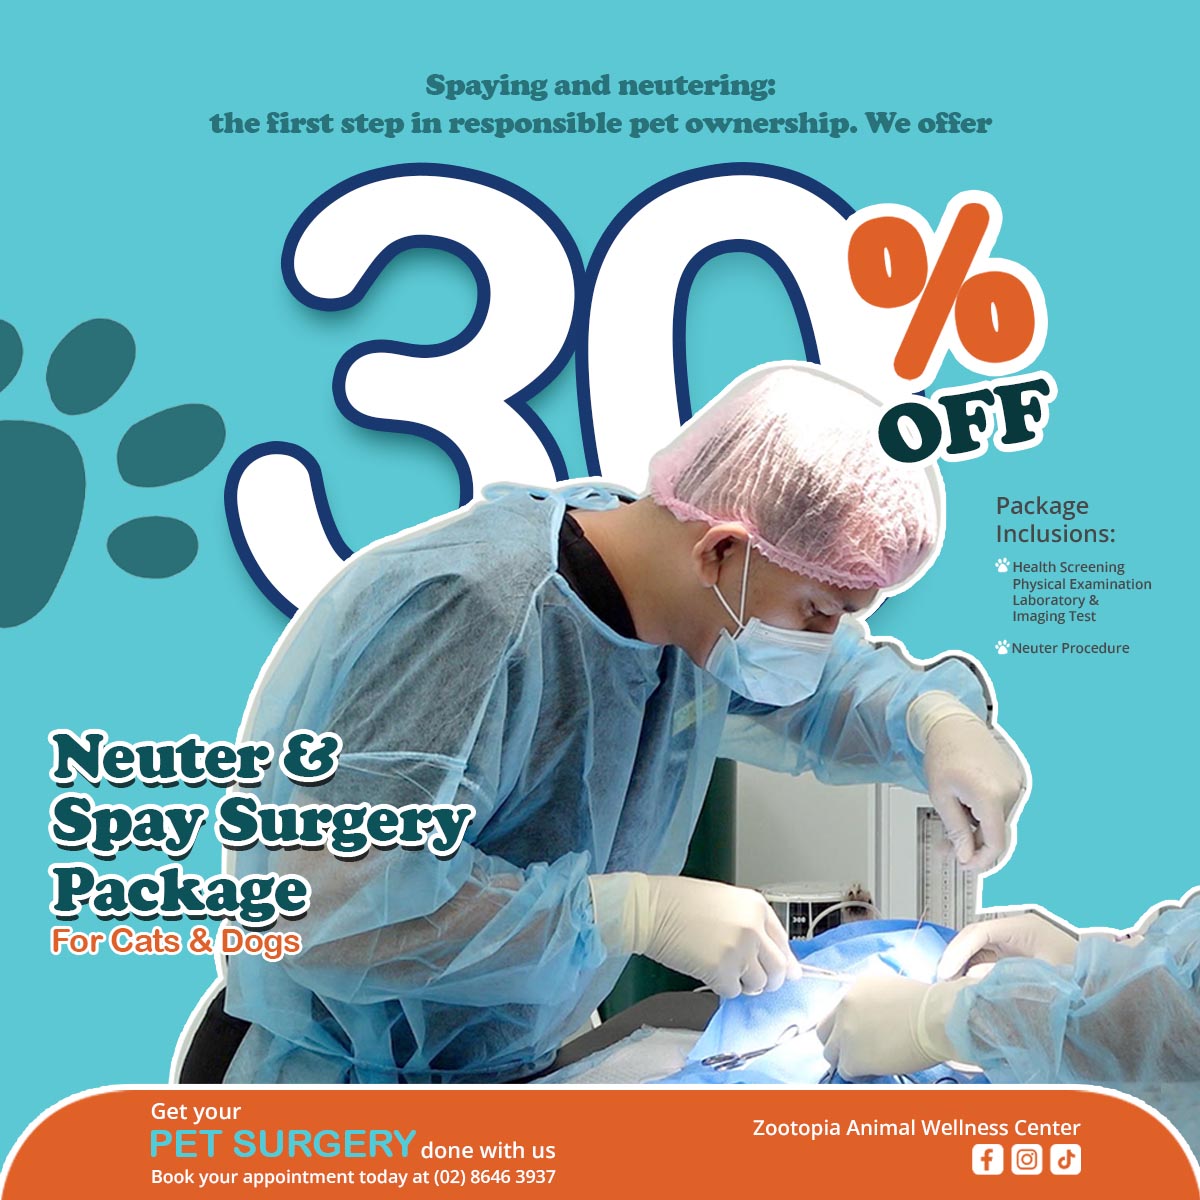 Spaying and neutering:
the first step in responsible pet ownership. We offer
30%
OFF
Package
Inclusions:
Health Screening
Physical Examination
Laboratory &
Imaging Test
Neuter Procedure
Neuter &
Spay Surgery
Package
For Cats & Dogs
Get your
PET SURGERY done with us
Book your appointment today at (02) 8646 3937
Zootopia Animal Wellness Center